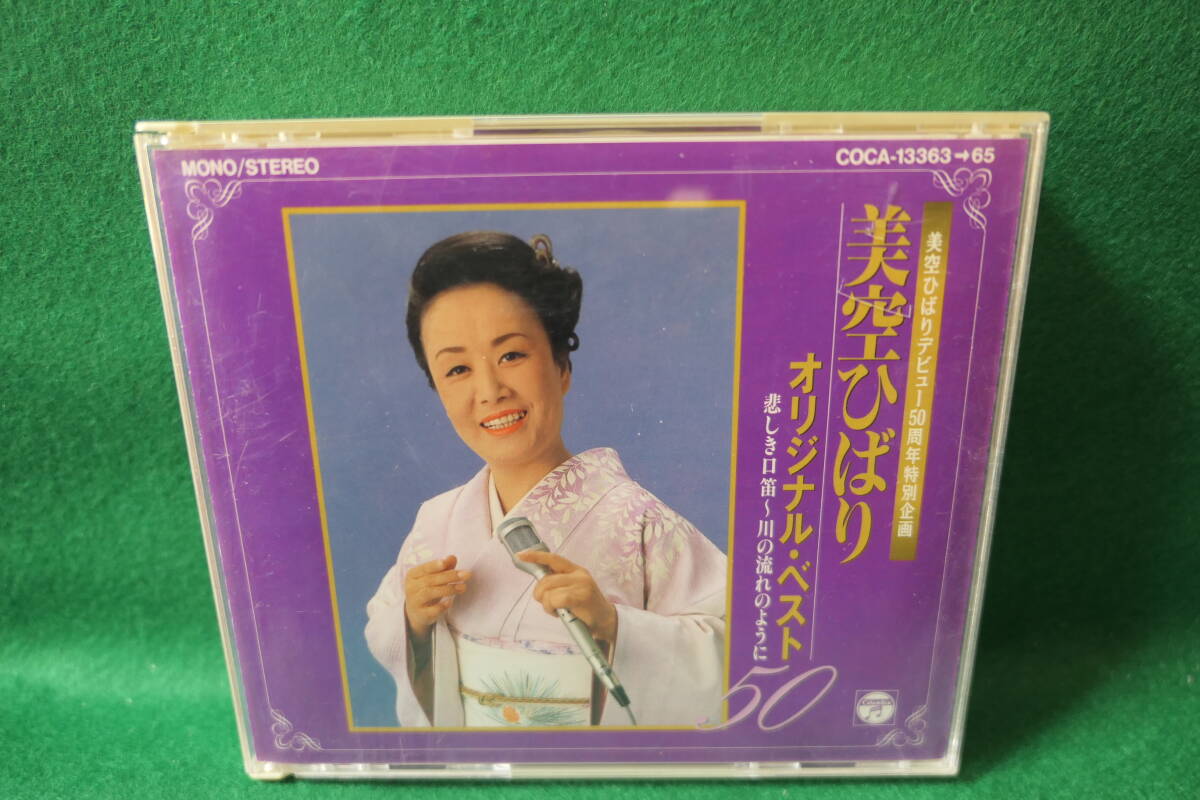 MONO/STEREO
COCA-13363→65
美空ひばりデビュー50周年特別企画
美空ひばり
オリジナル・ベスト
50
悲しき口笛～川の流れのように
Columbia